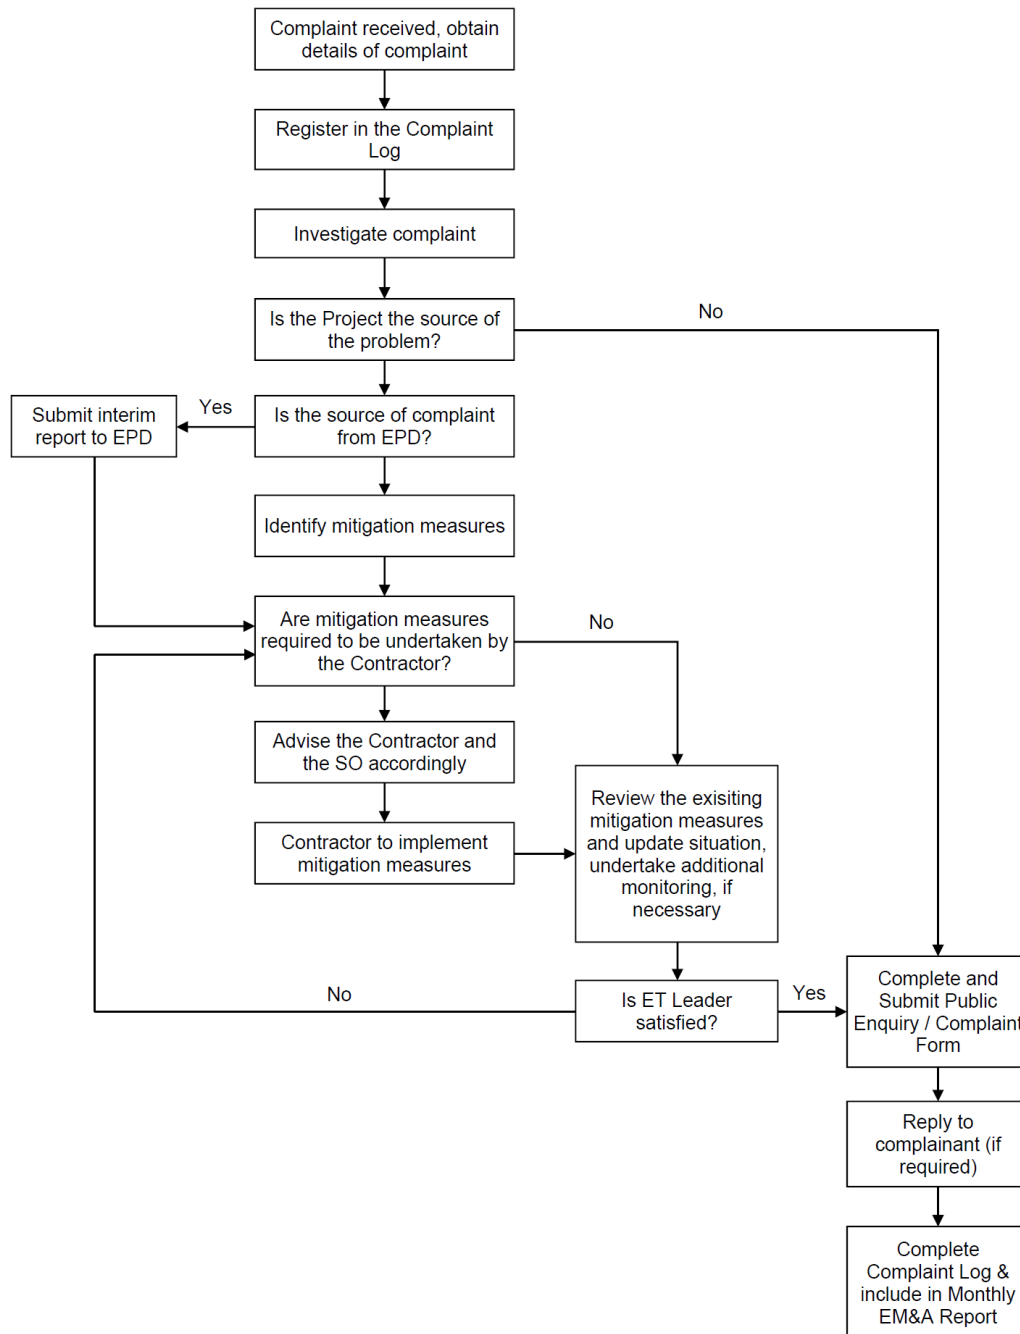 Complaint received, obtain
details of complaint
Register in the Complaint
Log
Investigate complaint
Is the Project the source of
the problem?
No
Submit interim
report to EPD
Yes
Is the source of complaint
from EPD?
Identify mitigation measures
Are mitigation measures
required to be undertaken by
the Contractor?
No
Advise the Contractor and
the SO accordingly
Contractor to implement
mitigation measures
Review the exisiting
mitigation measures
and update situation,
undertake additional
monitoring, if
necessary
No
Is ET Leader
satisfied?
Yes
Complete and
Submit Public
Enquiry / Complaint
Form
Reply to
complainant (if
required)
Complete
Complaint Log &
include in Monthly
EM&A Report